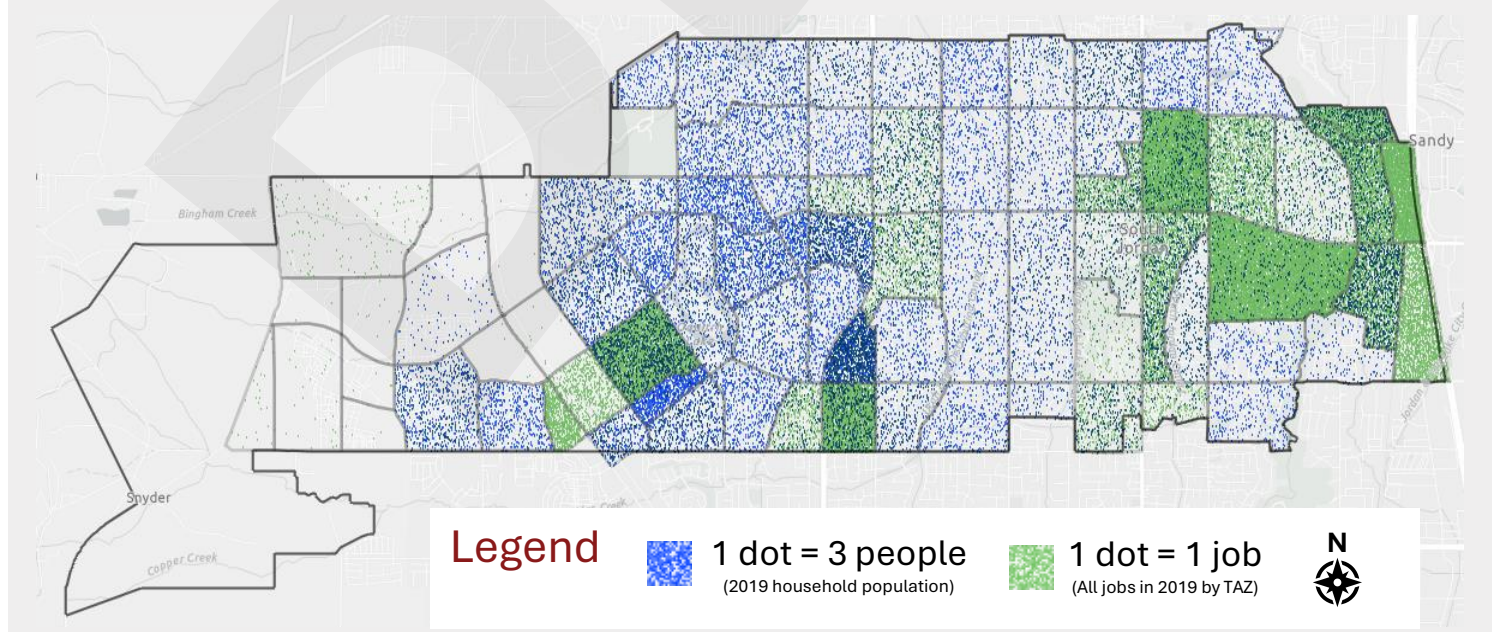 Sandy
Bingham Creek
South
Jordan
Snyder
Creek
Copper Creek
Legend
1 dot = 3 people
(2019 household population)
1 dot = 1 job
(All jobs in 2019 by TAZ)
N